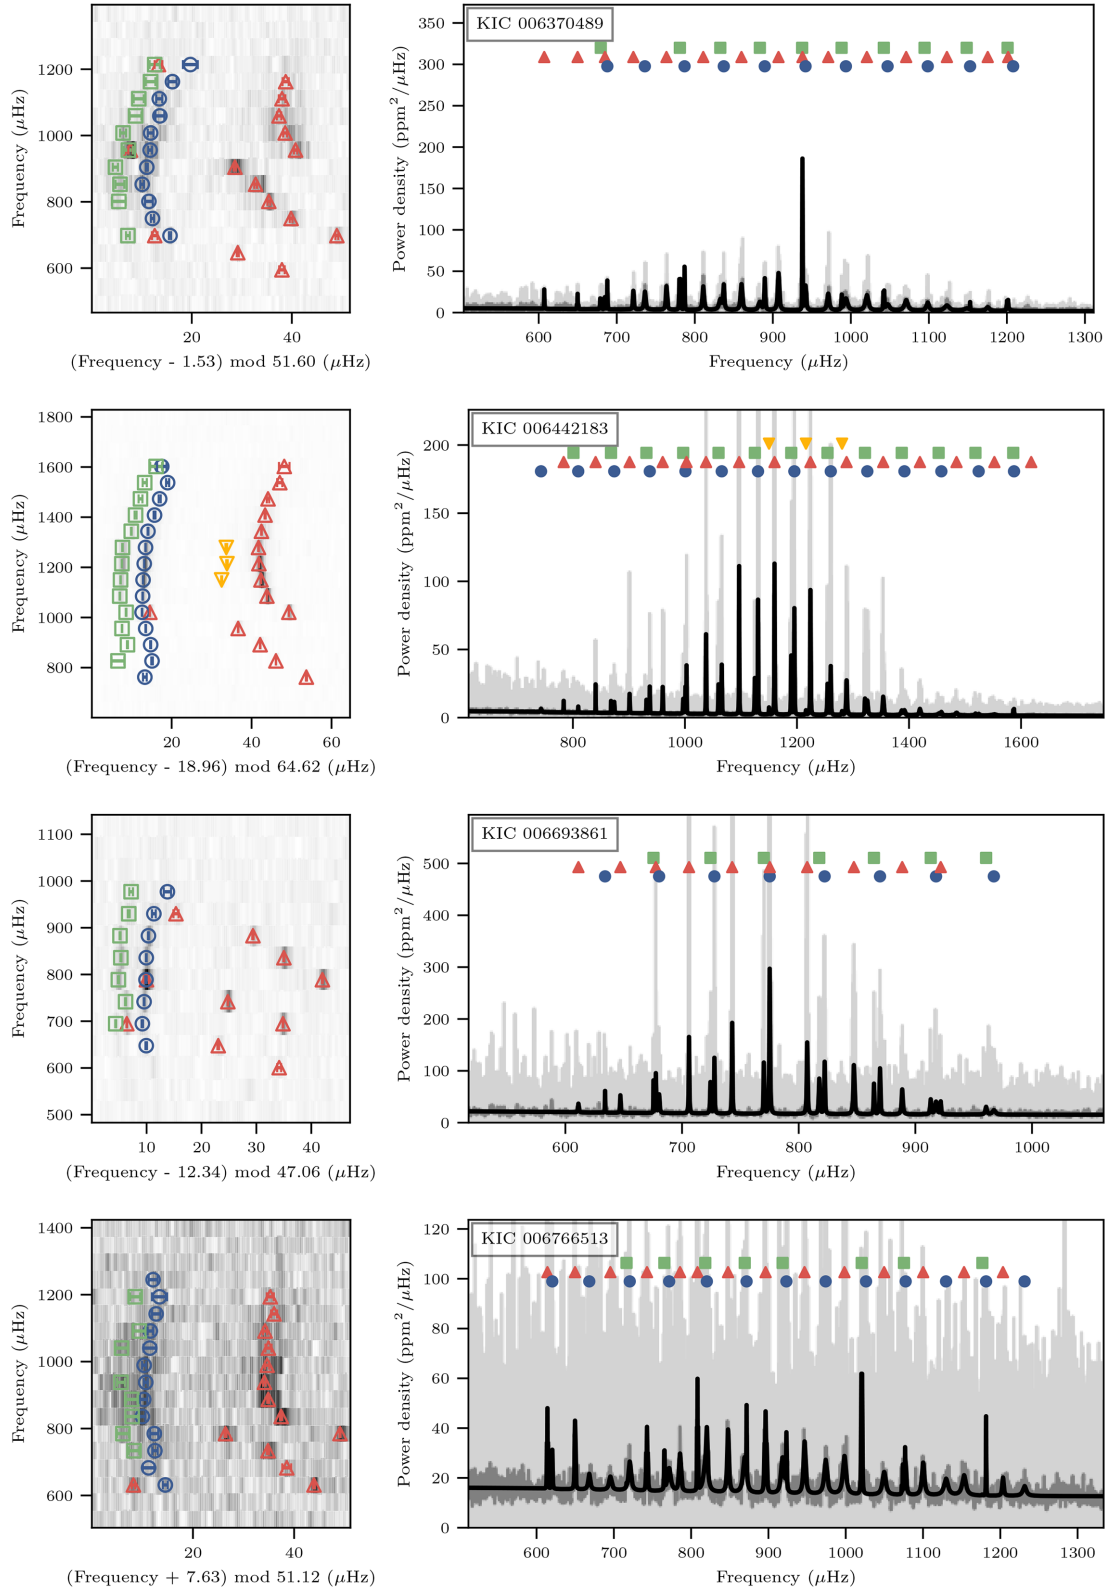 KIC 006370489
Frequency (μHz)
1200
1000
800
600
20 40
(Frequency - 1.53) mod 51.60 (μHz)
Power density (ppm²/μHz)
350
300
250
200
150
100
50
0
600 700 800 900 1000 1100 1200 1300
Frequency (μHz)
KIC 006442183
Frequency (μHz)
1800
1600
1400
1200
1000
800
20 40 60
(Frequency - 18.96) mod 64.62 (μHz)
Power density (ppm²/μHz)
200
150
100
50
0
800 1000 1200 1400 1600
Frequency (μHz)
KIC 006693861
Frequency (μHz)
1100
1000
900
800
700
600
500
10 20 30 40
(Frequency - 12.34) mod 47.06 (μHz)
Power density (ppm²/μHz)
500
400
300
200
100
0
600 700 800 900 1000
Frequency (μHz)
KIC 006766513
Frequency (μHz)
1400
1200
1000
800
600
20 40
(Frequency + 7.63) mod 51.12 (μHz)
Power density (ppm²/μHz)
120
100
80
60
40
20
0
600 700 800 900 1000 1100 1200 1300
Frequency (μHz)